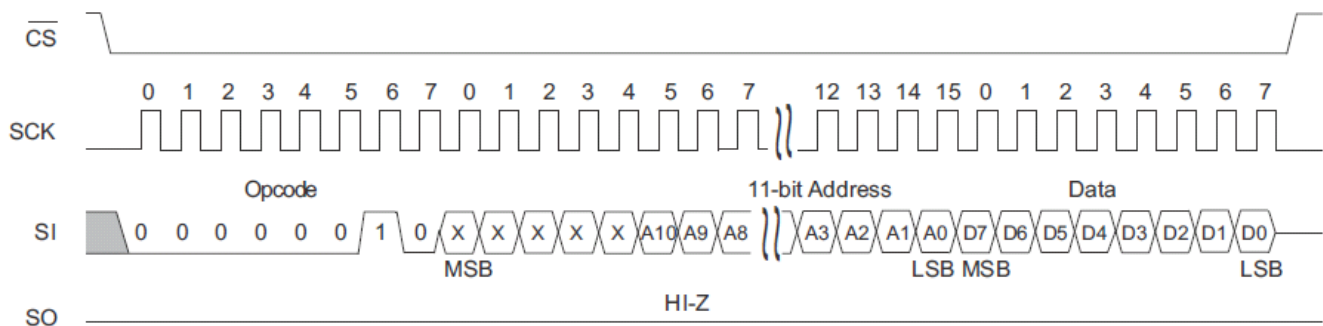 CS
0 1 2 3 4 5 6 7 0 1 2 3 4 5 6 7 12 13 14 15 0 1 2 3 4 5 6 7
SCK
Opcode 11-bit Address Data
SI 0 0 0 0 0 0 1 0 X X X X X A10 A9 A8 A3 A2 A1 A0 D7 D6 D5 D4 D3 D2 D1 D0
MSB LSB MSB LSB
HI-Z
SO